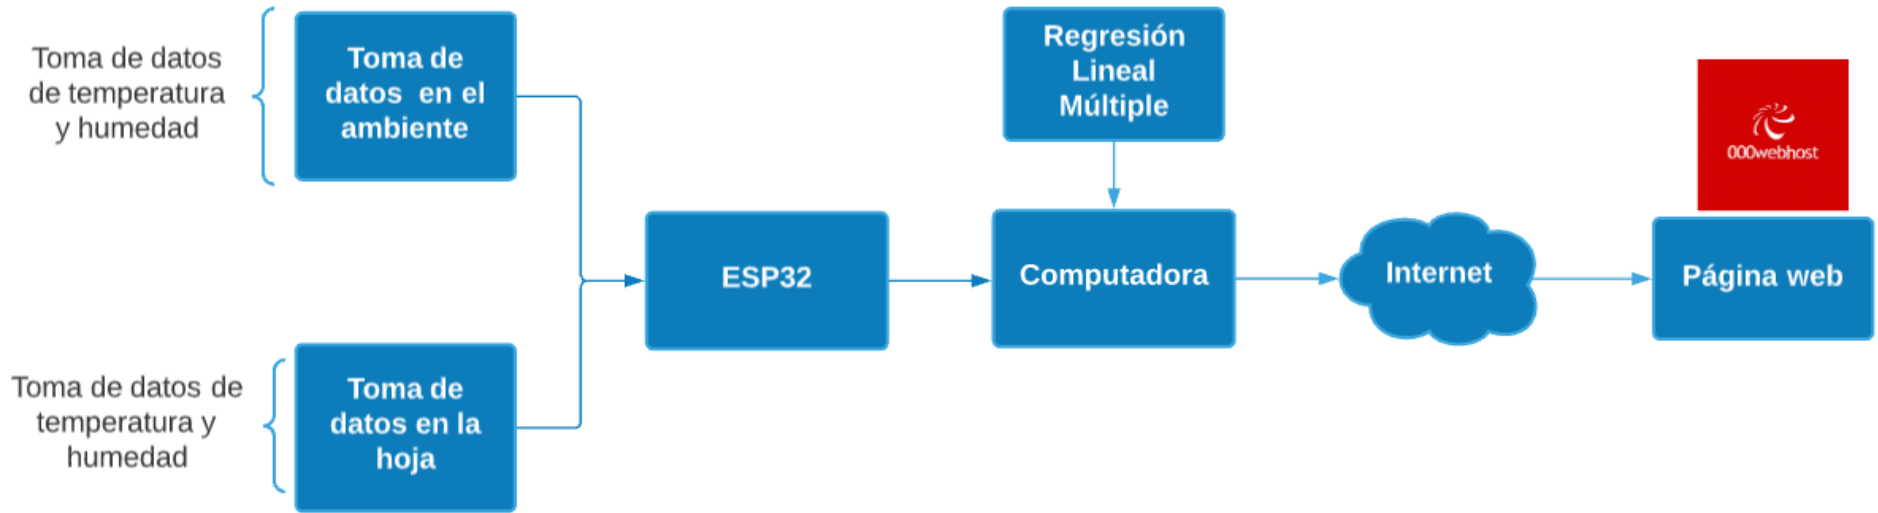 Toma de datos
de temperatura
y humedad
Toma de
datos en el
ambiente
Regresión
Lineal
Múltiple
000webhost
ESP32
Computadora
Internet
Página web
Toma de datos de
temperatura y
humedad
Toma de
datos en la
hoja